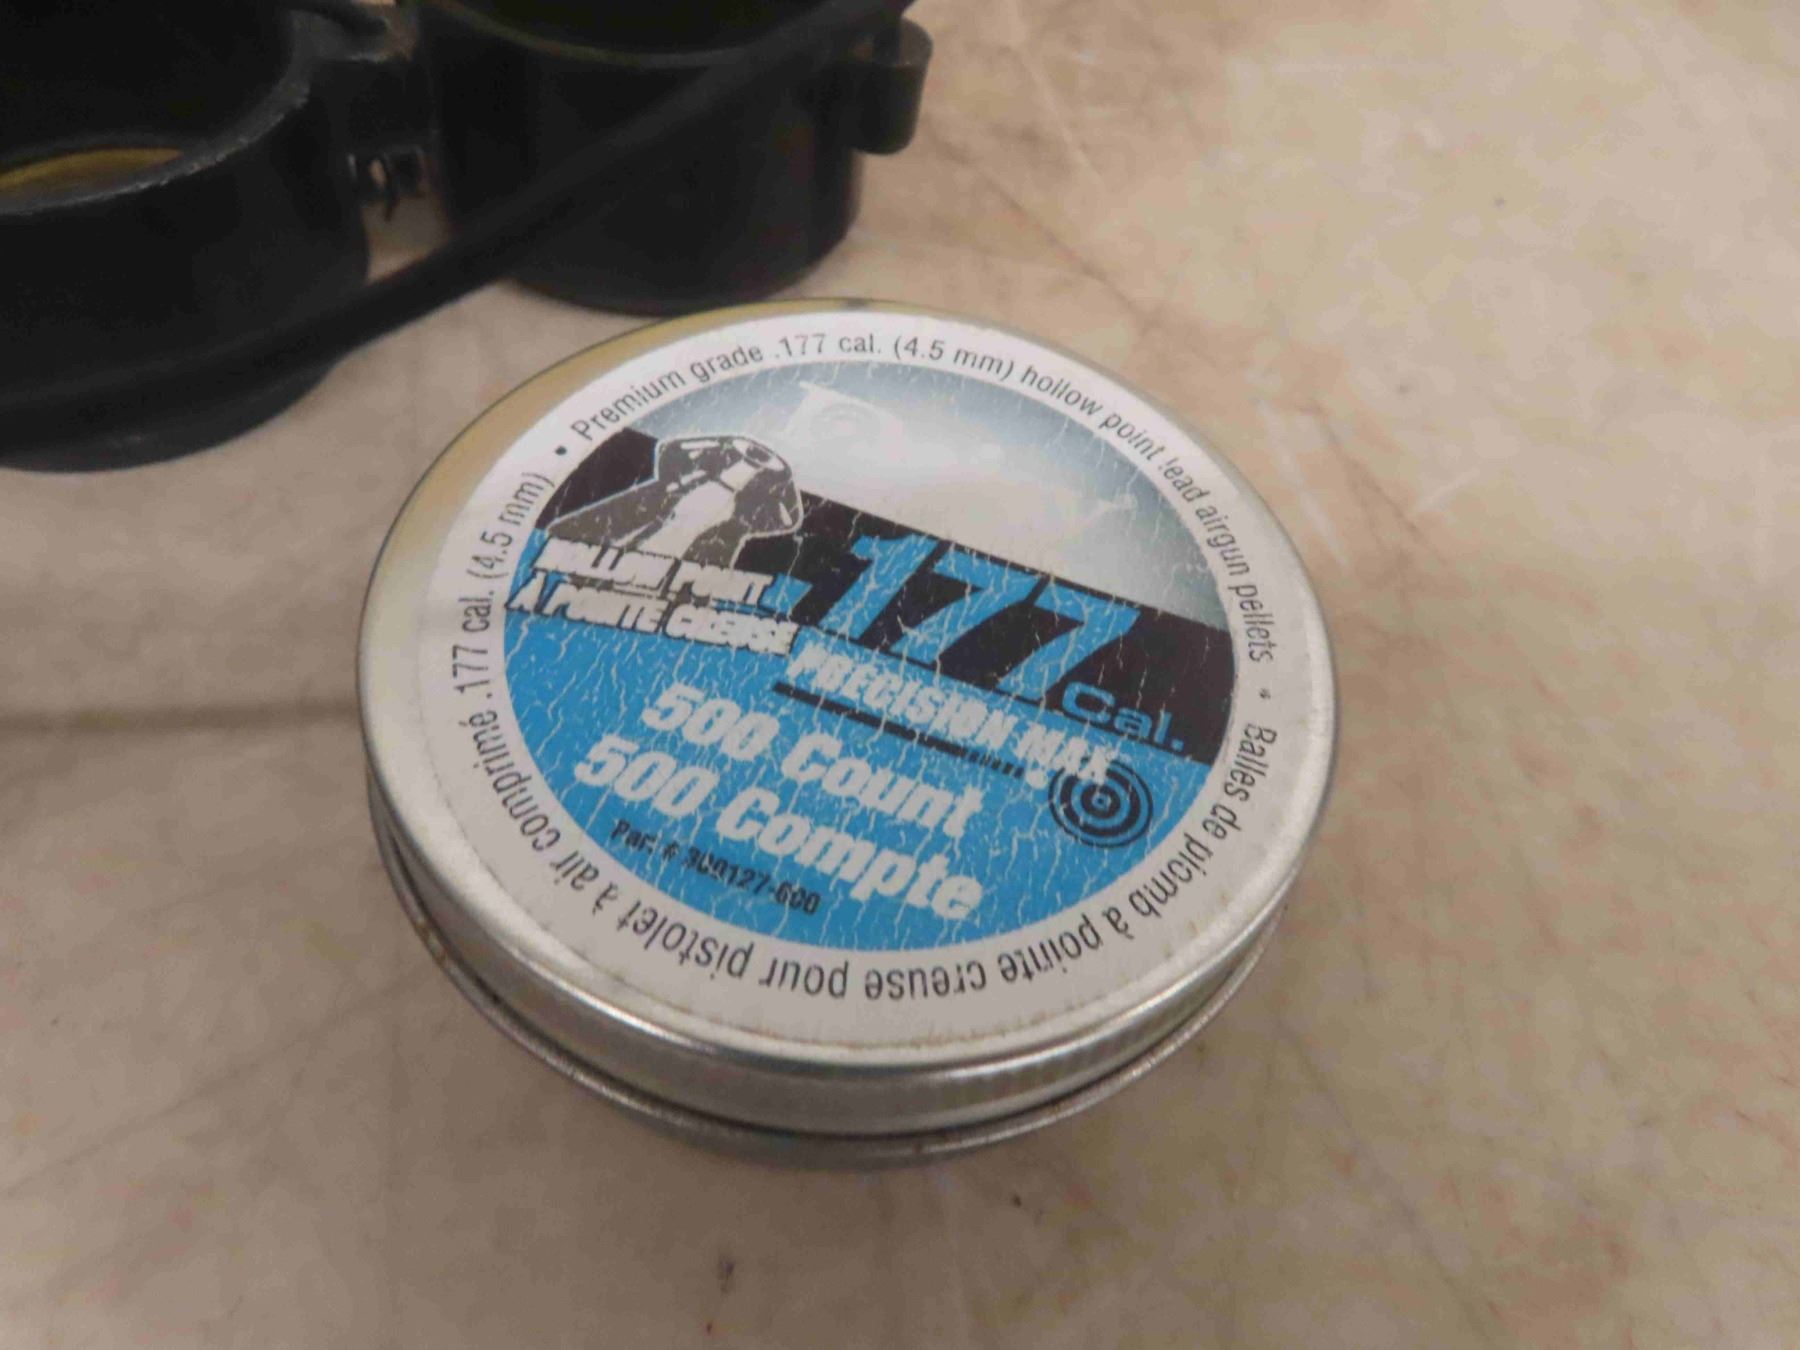 • Premium grade .177 cal. (4.5 mm) hollow point lead airgun pellets
• Balles de plomb à pointe creuse pour pistolet à air comprimé .177 cal. (4.5 mm)
HOLLOW POINT
À POINTE CREUSE
.177 Cal.
PRECISION MAX
500 Count
500 Compte
Part #